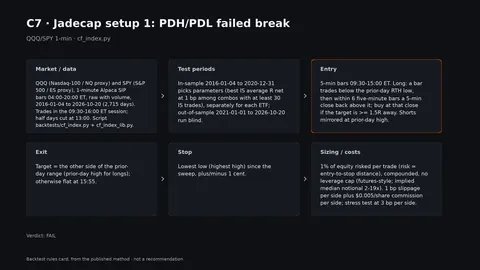 C7 · Jadecap setup 1: PDH/PDL failed break
QQQ/SPY 1-min · cf_index.py
Market / data
QQQ (Nasdaq-100 / NQ proxy) and SPY (S&P
500 / ES proxy), 1-minute Alpaca SIP
bars 04:00-20:00 ET, raw with volume,
2016-01-04 to 2026-10-20 (2,715 days).
Trades in the 09:30-16:00 ET session;
half days cut at 13:00. Script
backtests/cf_index.py + cf_index_lib.py.
Test periods
In-sample 2016-01-04 to 2020-12-31
picks parameters (best IS average R net
at 1 bp among combos with at least 30
IS trades), separately for each ETF;
out-of-sample 2021-01-01 to 2026-10-20
run blind.
Entry
5-min bars 09:30-15:00 ET. Long: a bar
trades below the prior-day RTH low,
then within 6 five-minute bars a 5-min
close back above it; buy at that close
if the target is >= 1.5R away. Shorts
mirrored at prior-day high.
Exit
Target = the other side of the prior-
day range (prior-day high for longs);
otherwise flat at 15:55.
Stop
Lowest low (highest high) since the
sweep, plus/minus 1 cent.
Sizing / costs
1% of equity risked per trade (risk =
entry-to-stop distance), compounded, no
leverage cap (futures-style; implied
median notional 2-19x). 1 bp slippage
per side plus $0.005/share commission
per side; stress test at 3 bp per side.
Verdict: FAIL
Backtest rules card, from the published method · not a recommendation